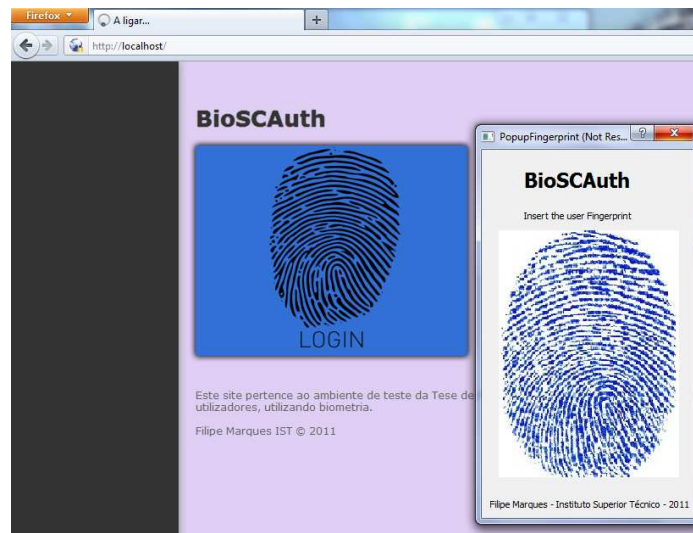 Firefox
A ligar...
+
http://localhost/
BioSCAuth
LOGIN
Este site pertence ao ambiente de teste da Tese de
utilizadores, utilizando biometria.
Filipe Marques IST © 2011
PopupFingerprint (Not Res...
?
X
BioSCAuth
Insert the user Fingerprint
Filipe Marques - Instituto Superior Técnico - 2011